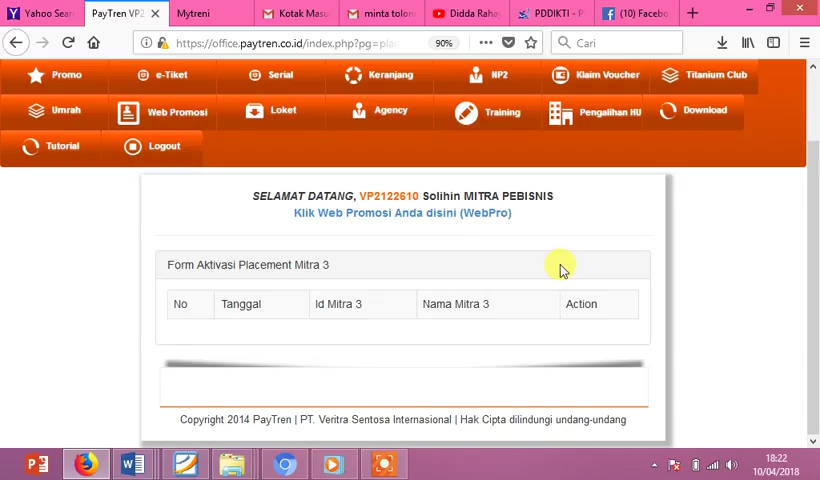 Yahoo Sear
PayTren VP2
Mytreni
Kotak Masu
minta tolon
Didda Raha
PDDIKTI - P
(10) Facebo
https://office.paytren.co.id/index.php?pg=plac
90%
Cari
Promo
e-Tiket
Serial
Keranjang
NP2
Klaim Voucher
Titanium Club
Umrah
Web Promosi
Loket
Agency
Training
Pengalihan HU
Download
Tutorial
Logout
SELAMAT DATANG, VP2122610 Solihin MITRA PEBISNIS
Klik Web Promosi Anda disini (WebPro)
Form Aktivasi Placement Mitra 3
No Tanggal Id Mitra 3 Nama Mitra 3 Action
Copyright 2014 PayTren | PT. Veritra Sentosa Internasional | Hak Cipta dilindungi undang-undang
18:22
10/04/2018